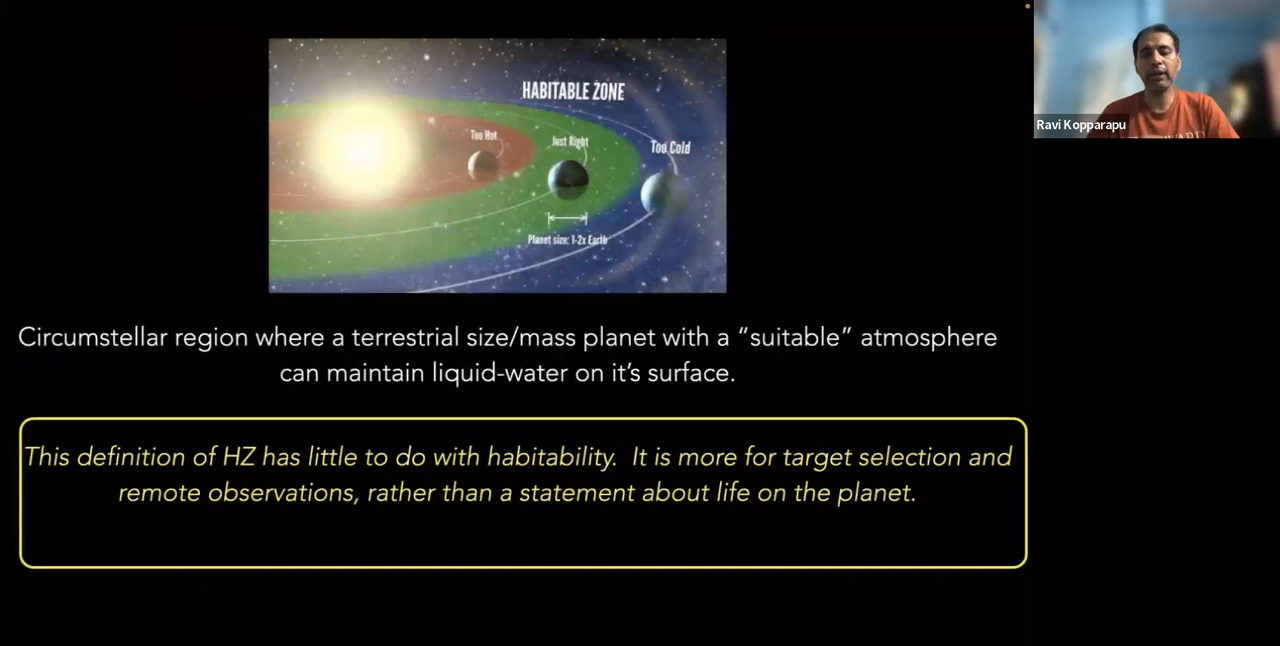 HABITABLE ZONE
Too Hot
Just Right
Too Cold
Planet size: 1-2x Earth
Ravi Kopparapu
Circumstellar region where a terrestrial size/mass planet with a “suitable” atmosphere
can maintain liquid-water on it’s surface.
This definition of HZ has little to do with habitability. It is more for target selection and
remote observations, rather than a statement about life on the planet.